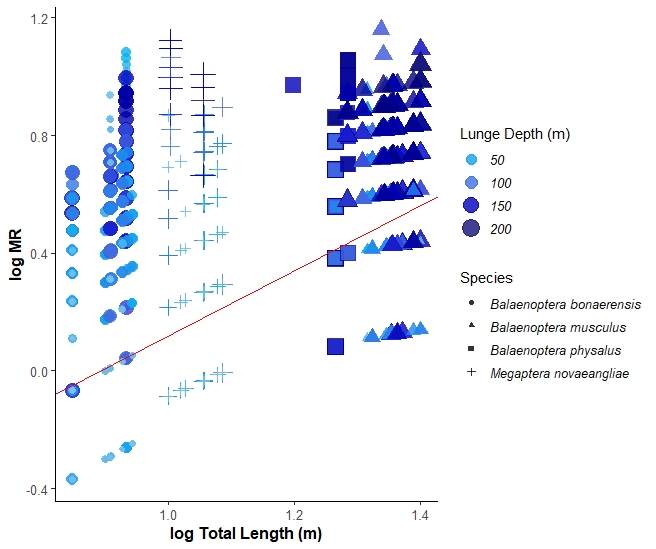 1.2
0.8
0.4
0.0
-0.4
log MR
1.0
1.2
1.4
log Total Length (m)
Lunge Depth (m)
50
100
150
200
Species
Balaenoptera bonaerensis
Balaenoptera musculus
Balaenoptera physalus
Megaptera novaeangliae